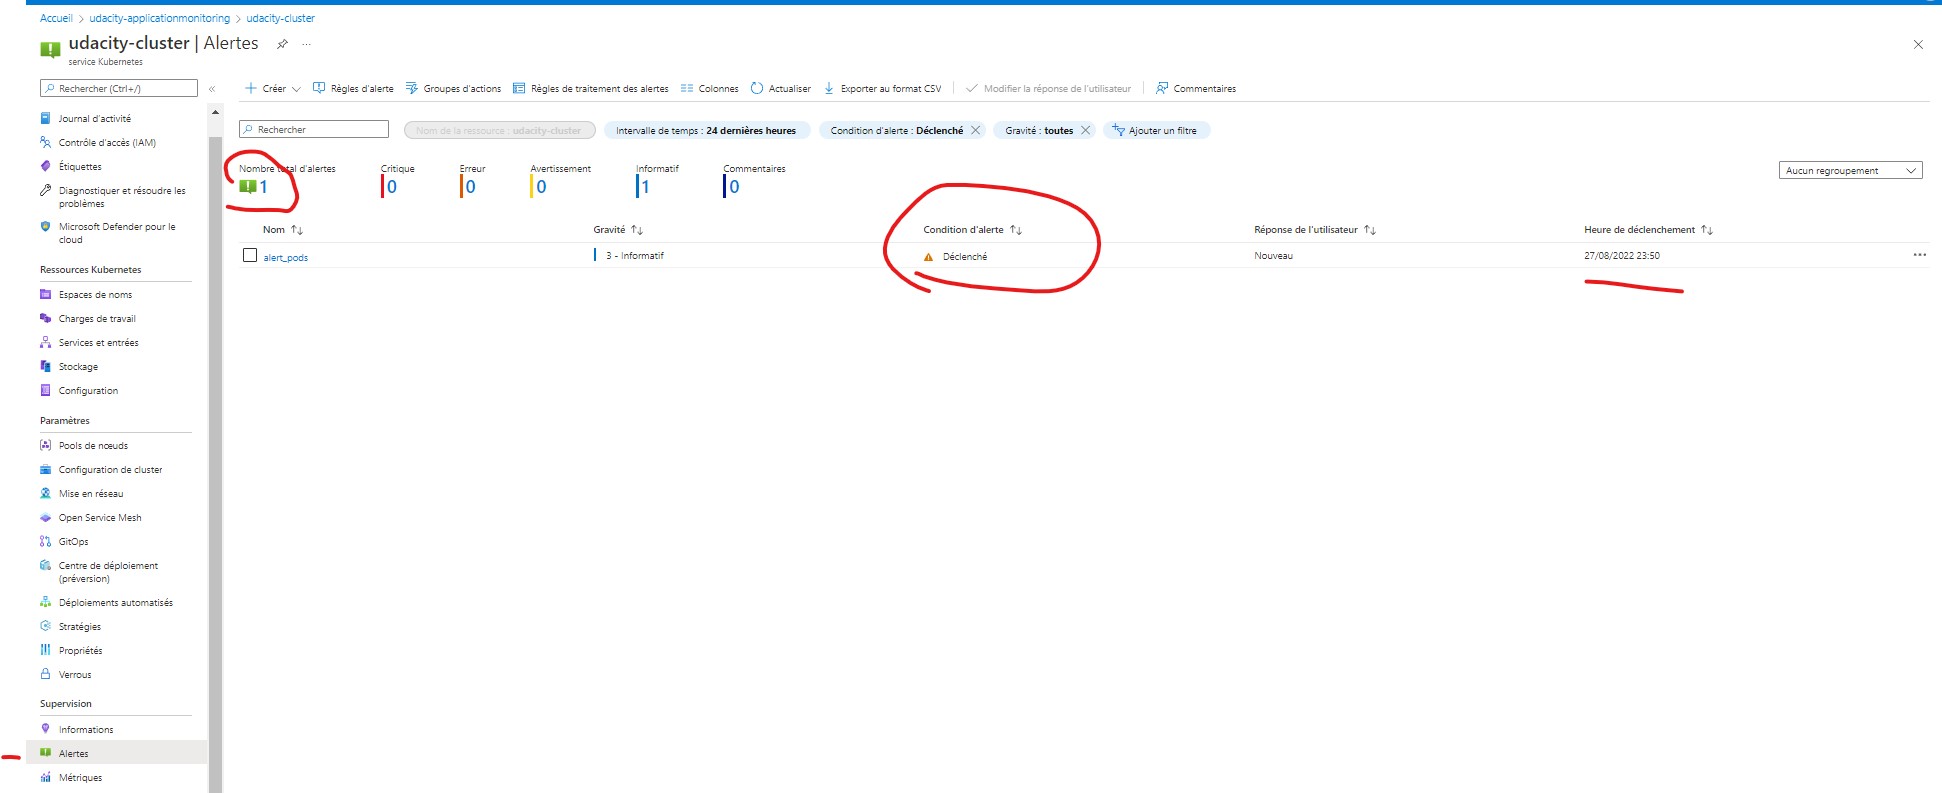 Accueil > udacity-applicationmonitoring > udacity-cluster
udacity-cluster | Alertes ...
service Kubernetes
Rechercher (Ctrl+/) «
Journal d'activité
Contrôle d'accès (IAM)
Étiquettes
Diagnostiquer et résoudre les
problèmes
Microsoft Defender pour le
cloud
Ressources Kubernetes
Espaces de noms
Charges de travail
Services et entrées
Stockage
Configuration
Paramètres
Pools de nœuds
Configuration de cluster
Mise en réseau
Open Service Mesh
GitOps
Centre de déploiement
(préversion)
Déploiements automatisés
Stratégies
Propriétés
Verrous
Supervision
Informations
Alertes
Métriques
Créer Règles d'alerte Groupes d'actions Règles de traitement des alertes Colonnes Actualiser Exporter au format CSV Modifier la réponse de l'utilisateur Commentaires
Rechercher Nom de la ressource : udacity-cluster Intervalle de temps : 24 dernières heures Condition d'alerte : Déclenché Gravité : toutes Ajouter un filtre
Nombre total d'alertes Critique Erreur Avertissement Informatif Commentaires
1 0 0 0 1 0
Aucun regroupement
Nom Gravité Condition d'alerte Réponse de l'utilisateur Heure de déclenchement
alert_pods 3 - Informatif Déclenché Nouveau 27/08/2022 23:50